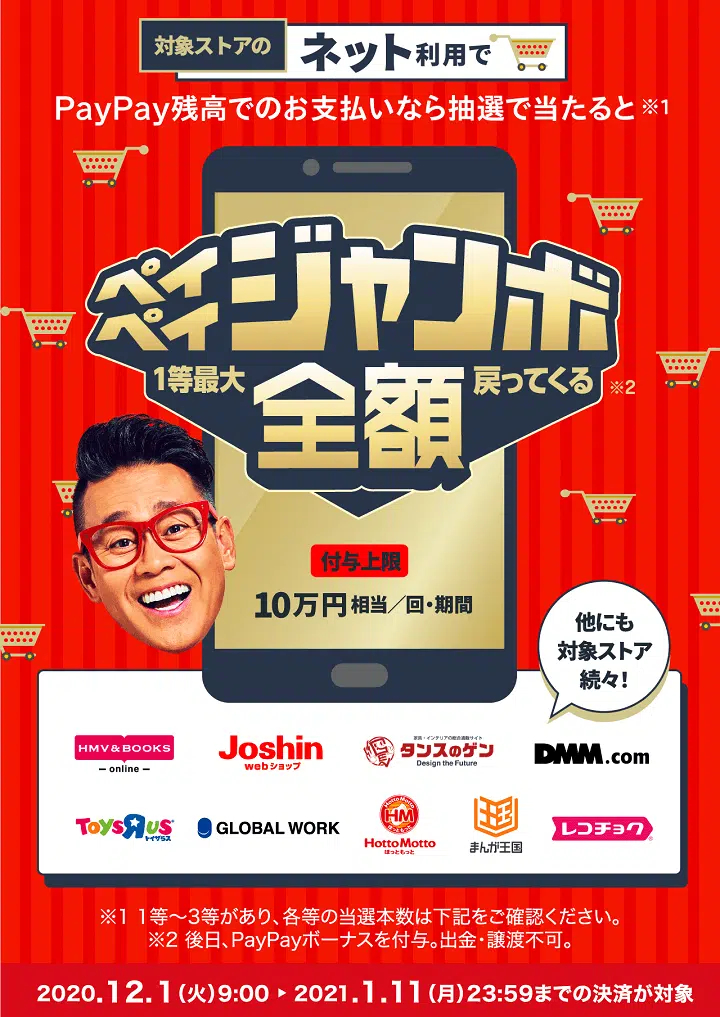 対象ストアの
ネット利用で
PayPay残高でのお支払いなら抽選で当たると※1
ペイペイジャンボ
1等最大全額戻ってくる※2
付与上限
10万円相当／回・期間
他にも
対象ストア
続々!
HMV&BOOKS
online
Joshin
webショップ
家具・インテリアの総合通販サイト
タンスのゲン
Design the Future
DMM.com
ToysЯUs
トイザらス
GLOBAL WORK
HottoMotto
ほっともっと
HM
HottoMotto
ほっともっと
まんが王国
レコチョク
※1 1等～3等があり、各等の当選本数は下記をご確認ください。
※2 後日、PayPayボーナスを付与。出金・譲渡不可。
2020.12.1(火)9:00 ▶ 2021.1.11(月)23:59までの決済が対象